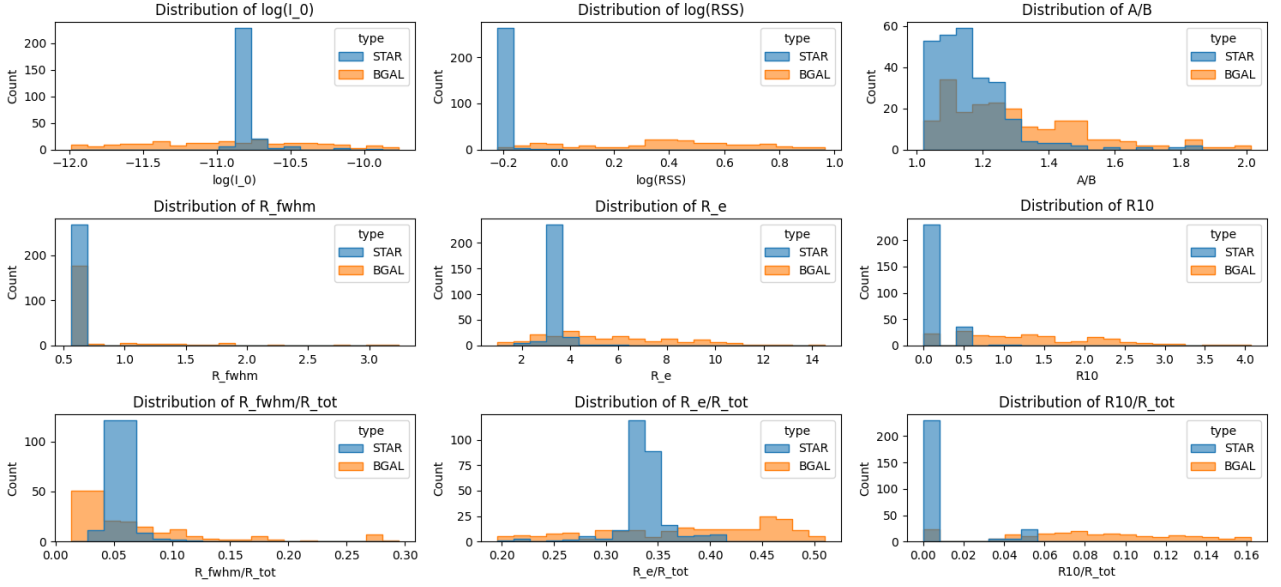 Distribution of log(I_0)
Count
200
150
100
50
0
−12.0
−11.5
−11.0
−10.5
−10.0
log(I_0)
type
STAR
BGAL
Distribution of log(RSS)
Count
200
100
0
−0.2
0.0
0.2
0.4
0.6
0.8
1.0
log(RSS)
type
STAR
BGAL
Distribution of A/B
Count
60
40
20
0
1.0
1.2
1.4
1.6
1.8
2.0
A/B
type
STAR
BGAL
Distribution of R_fwhm
Count
200
100
0
0.5
1.0
1.5
2.0
2.5
3.0
R_fwhm
type
STAR
BGAL
Distribution of R_e
Count
200
150
100
50
0
2
4
6
8
10
12
14
R_e
type
STAR
BGAL
Distribution of R10
Count
200
150
100
50
0
0.0
0.5
1.0
1.5
2.0
2.5
3.0
3.5
4.0
R10
type
STAR
BGAL
Distribution of R_fwhm/R_tot
Count
100
50
0
0.00
0.05
0.10
0.15
0.20
0.25
0.30
R_fwhm/R_tot
type
STAR
BGAL
Distribution of R_e/R_tot
Count
125
100
75
50
25
0
0.20
0.25
0.30
0.35
0.40
0.45
0.50
R_e/R_tot
type
STAR
BGAL
Distribution of R10/R_tot
Count
200
150
100
50
0
0.00
0.02
0.04
0.06
0.08
0.10
0.12
0.14
0.16
R10/R_tot
type
STAR
BGAL